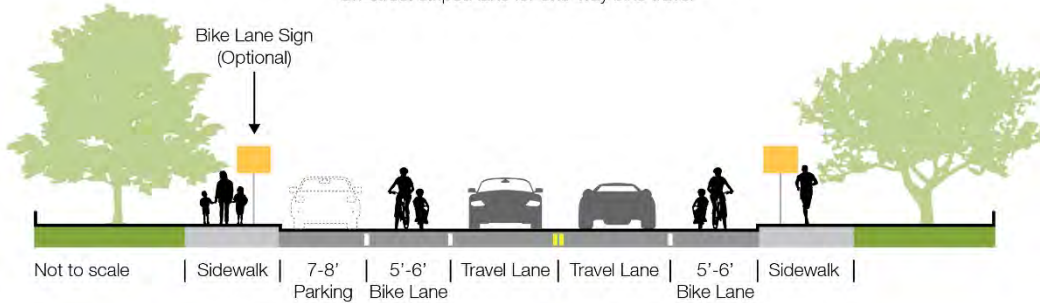 Bike Lane Sign
(Optional)
Not to scale
Sidewalk
7-8'
Parking
5'-6'
Bike Lane
Travel Lane
Travel Lane
5'-6'
Bike Lane
Sidewalk